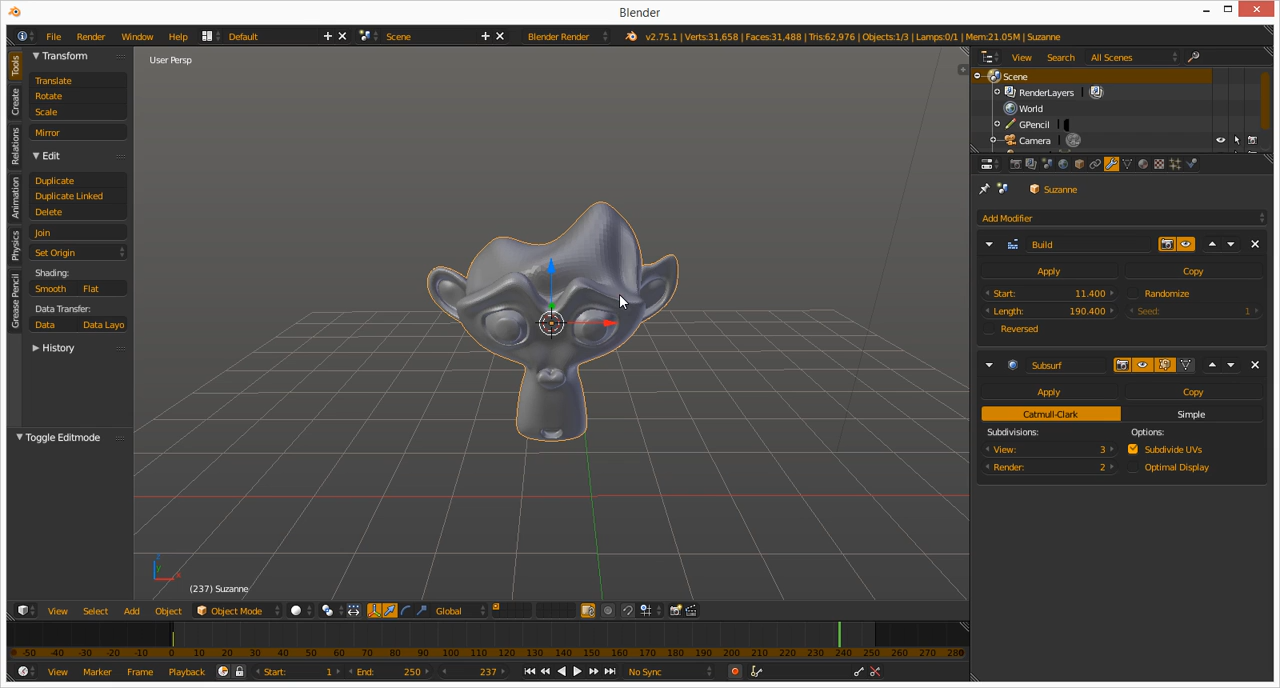 Blender
File Render Window Help Default Scene Blender Render v2.75.1 | Verts:31,658 | Faces:31,488 | Tris:62,976 | Objects:1/3 | Lamps:0/1 | Mem:21.05M | Suzanne
Tools
Create
Relations
Animation
Physics
Grease Pencil
Transform
Translate
Rotate
Scale
Mirror
Edit
Duplicate
Duplicate Linked
Delete
Join
Set Origin
Shading:
Smooth Flat
Data Transfer:
Data Data Layo
History
Toggle Editmode
User Persp
(237) Suzanne
View Search All Scenes
Scene
RenderLayers
World
GPencil
Camera
Suzanne
Add Modifier
Build
Apply Copy
Start: 11.400 Randomize
Length: 190.400 Seed: 1
Reversed
Subsurf
Apply Copy
Catmull-Clark Simple
Subdivisions: Options:
View: 3 Subdivide UVs
Render: 2 Optimal Display
View Select Add Object Object Mode Global
-50 -40 -30 -20 -10 0 10 20 30 40 50 60 70 80 90 100 110 120 130 140 150 160 170 180 190 200 210 220 230 240 250 260 270 280
View Marker Frame Playback Start: 1 End: 250 237 No Sync